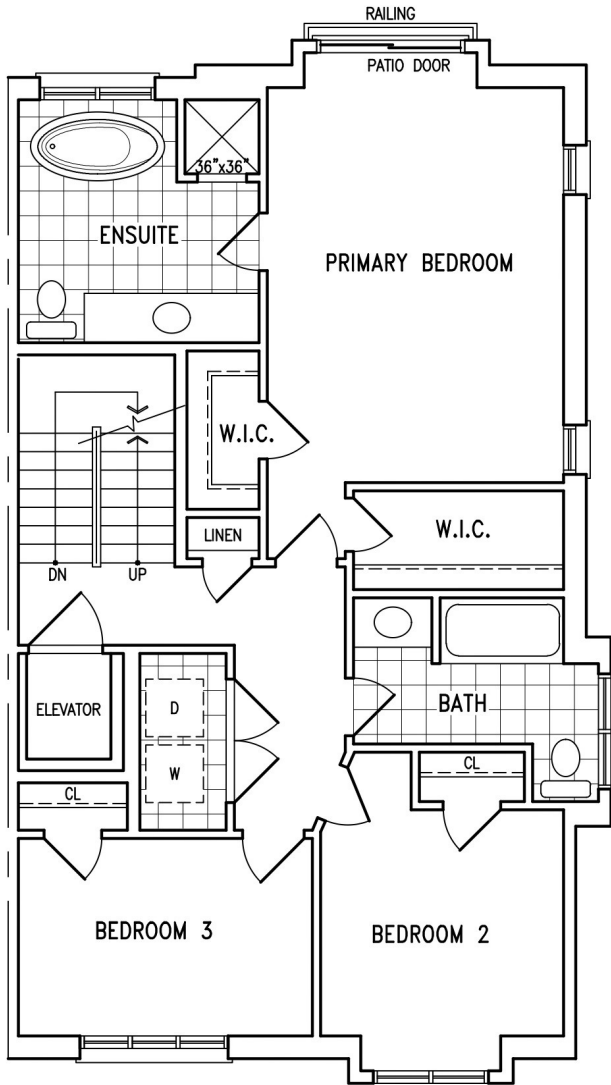 RAILING
PATIO DOOR
36"x36"
ENSUITE
PRIMARY BEDROOM
W.I.C.
W.I.C.
LINEN
DN
UP
ELEVATOR
D
BATH
W
CL
CL
BEDROOM 3
BEDROOM 2